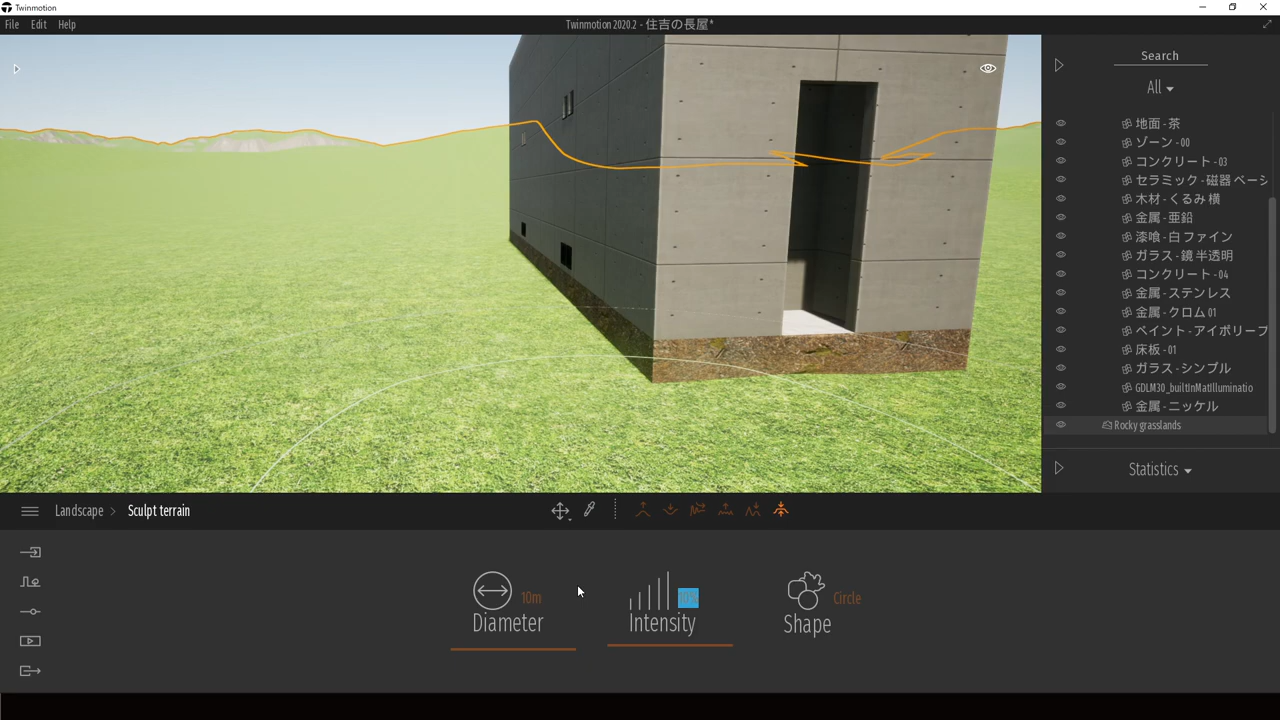 Twinmotion
File Edit Help
Twinmotion 2020.2 - 住吉の長屋*
Search
All
地面 - 茶
ゾーン - 00
コンクリート - 03
セラミック - 磁器 ベーシ
木材 - くるみ 横
金属 - 亜鉛
漆喰 - 白 ファイン
ガラス - 鏡 半透明
コンクリート - 04
金属 - ステンレス
金属 - クロム 01
ペイント - アイボリーブ
床板 - 01
ガラス - シンプル
GDLM30_builtInMatIlluminatio
金属 - ニッケル
Rocky grasslands
Statistics
Landscape > Sculpt terrain
10m
Diameter
Intensity
Circle
Shape